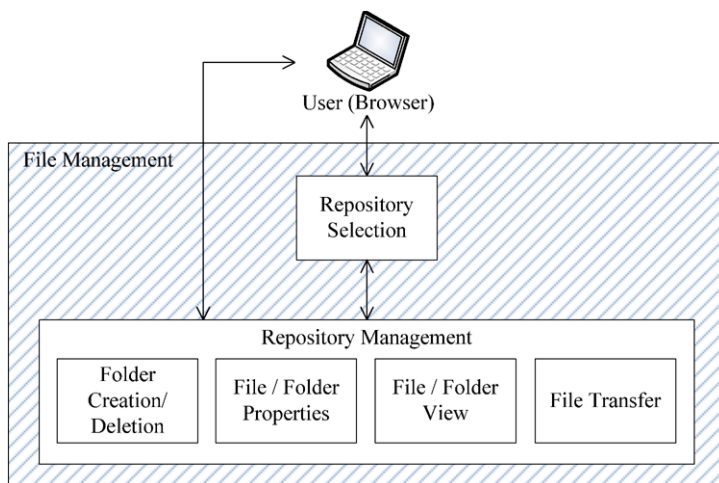 User (Browser)
File Management
Repository
Selection
Repository Management
Folder
Creation/
Deletion
File / Folder
Properties
File / Folder
View
File Transfer